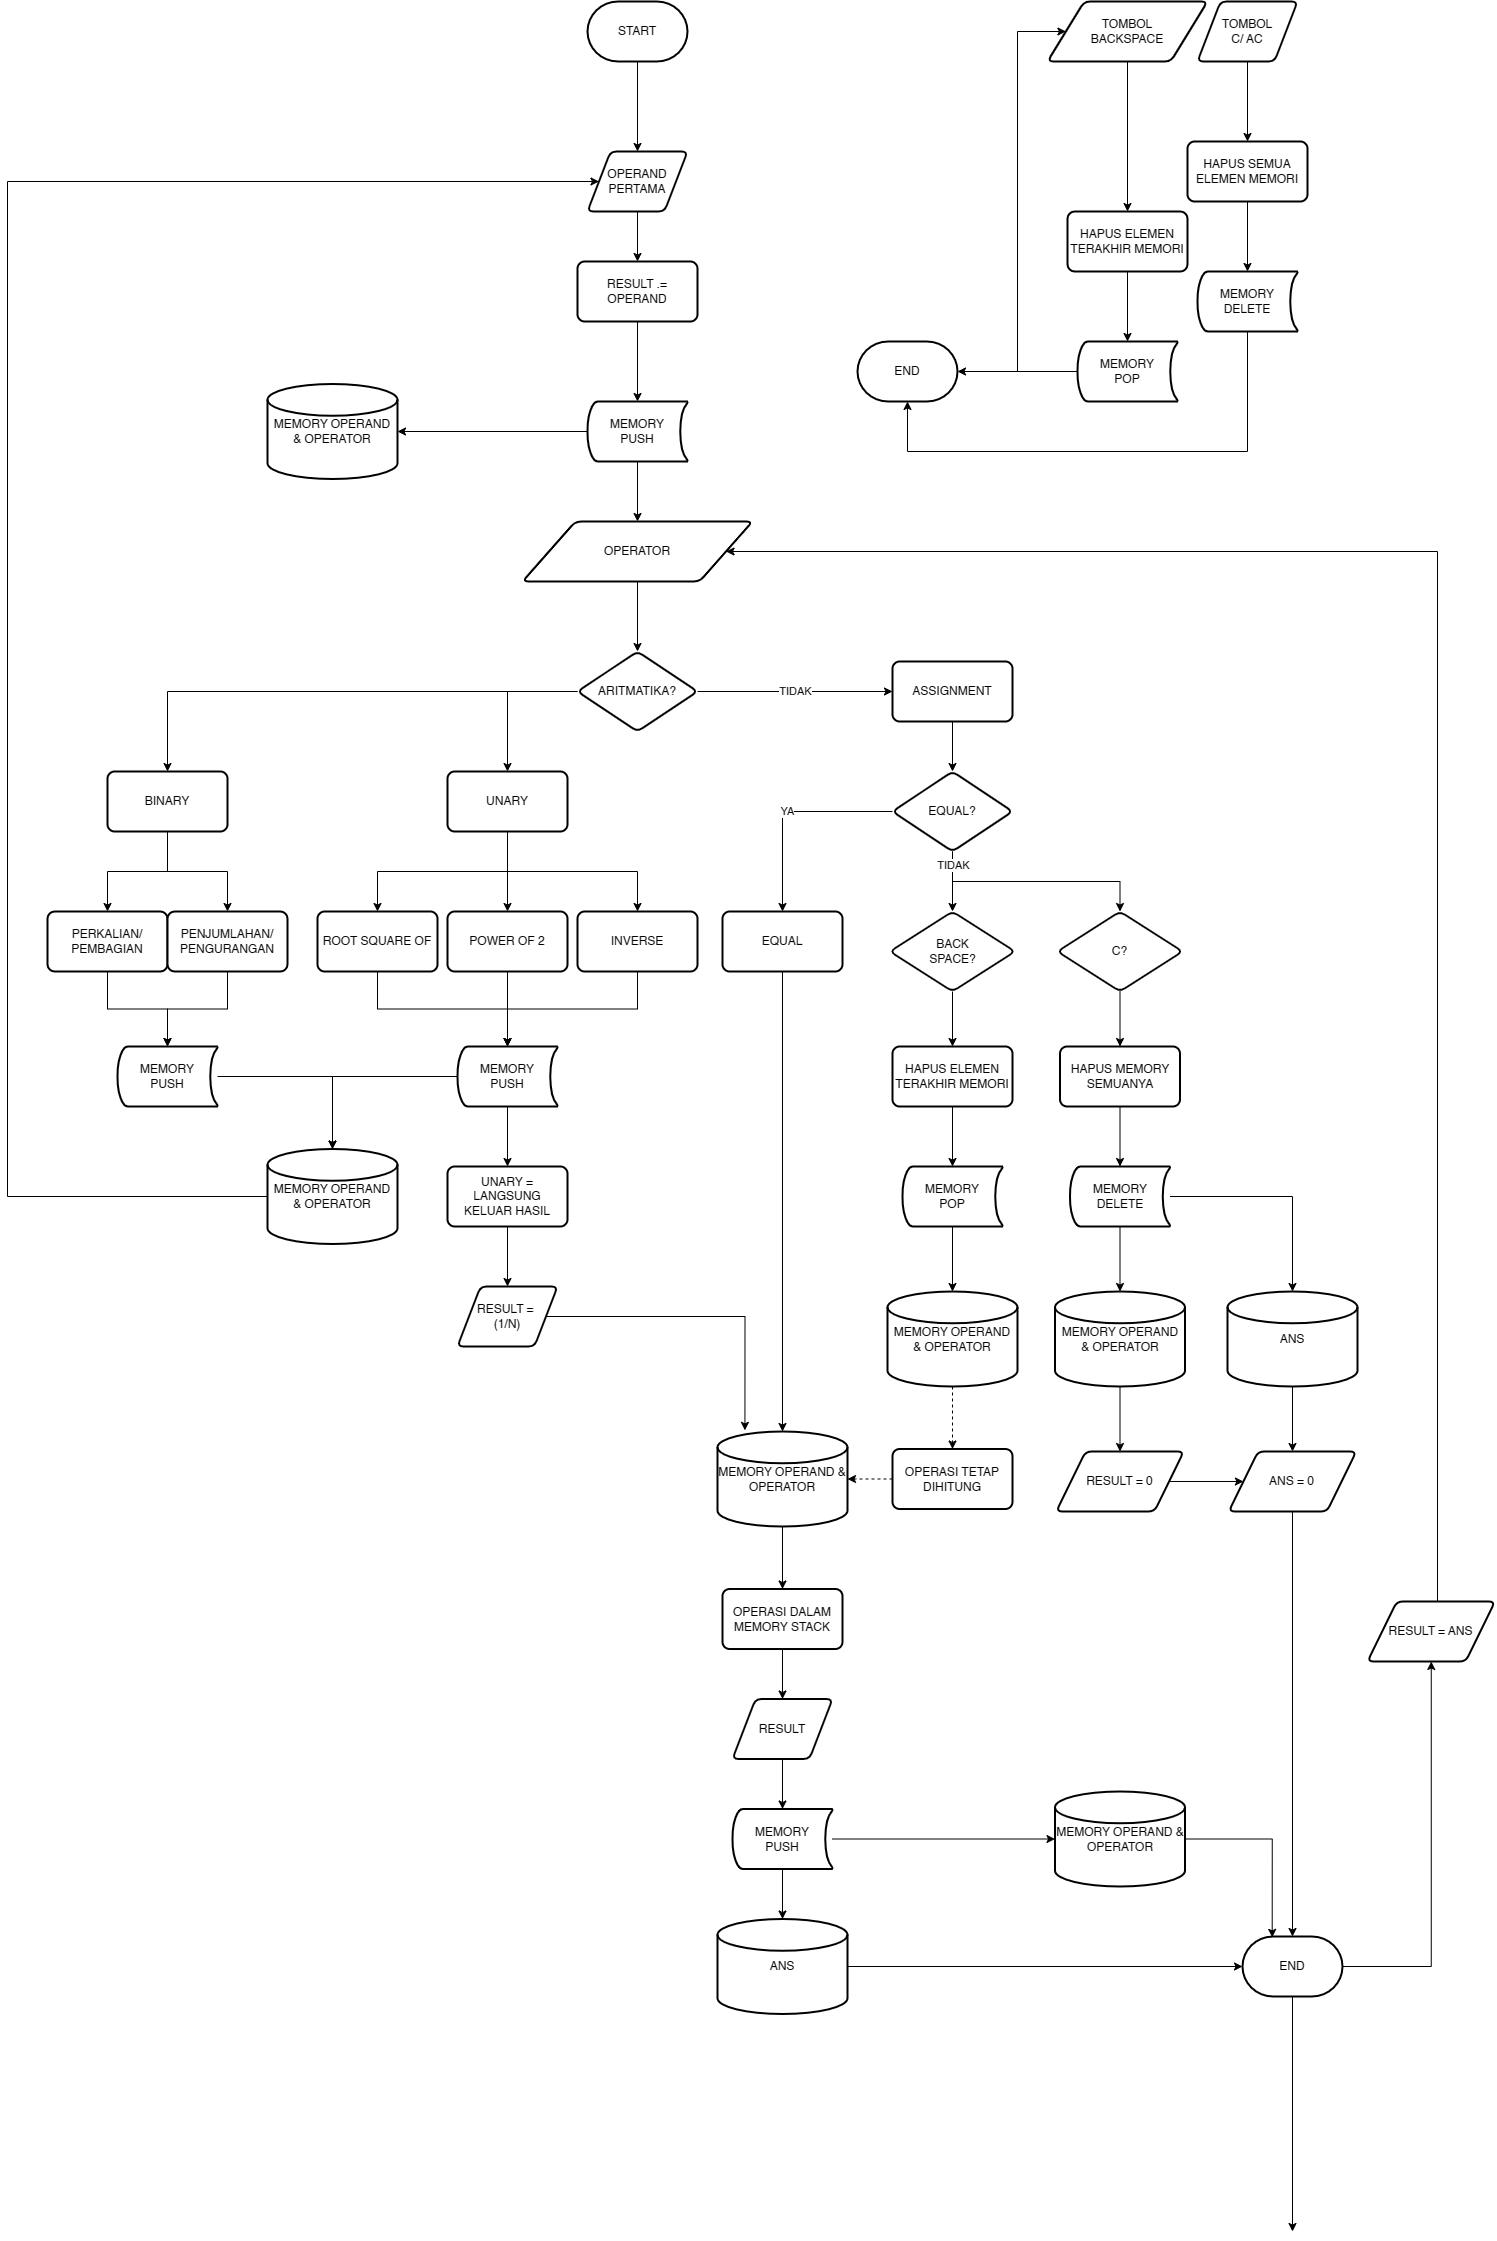 START
TOMBOL
BACKSPACE
TOMBOL
C/ AC
OPERAND
PERTAMA
HAPUS SEMUA
ELEMEN MEMORI
HAPUS ELEMEN
TERAKHIR MEMORI
RESULT .=
OPERAND
MEMORY
DELETE
END
MEMORY
POP
MEMORY OPERAND
& OPERATOR
MEMORY
PUSH
OPERATOR
ARITMATIKA?
TIDAK
ASSIGNMENT
BINARY
UNARY
YA
EQUAL?
TIDAK
PERKALIAN/
PEMBAGIAN
PENJUMLAHAN/
PENGURANGAN
ROOT SQUARE OF
POWER OF 2
INVERSE
EQUAL
BACK
SPACE?
C?
MEMORY
PUSH
MEMORY
PUSH
HAPUS ELEMEN
TERAKHIR MEMORI
HAPUS MEMORY
SEMUANYA
MEMORY OPERAND
& OPERATOR
UNARY =
LANGSUNG
KELUAR HASIL
MEMORY
POP
MEMORY
DELETE
RESULT =
(1/N)
MEMORY OPERAND
& OPERATOR
MEMORY OPERAND
& OPERATOR
ANS
MEMORY OPERAND &
OPERATOR
OPERASI TETAP
DIHITUNG
RESULT = 0
ANS = 0
OPERASI DALAM
MEMORY STACK
RESULT = ANS
RESULT
MEMORY
PUSH
MEMORY OPERAND &
OPERATOR
ANS
END